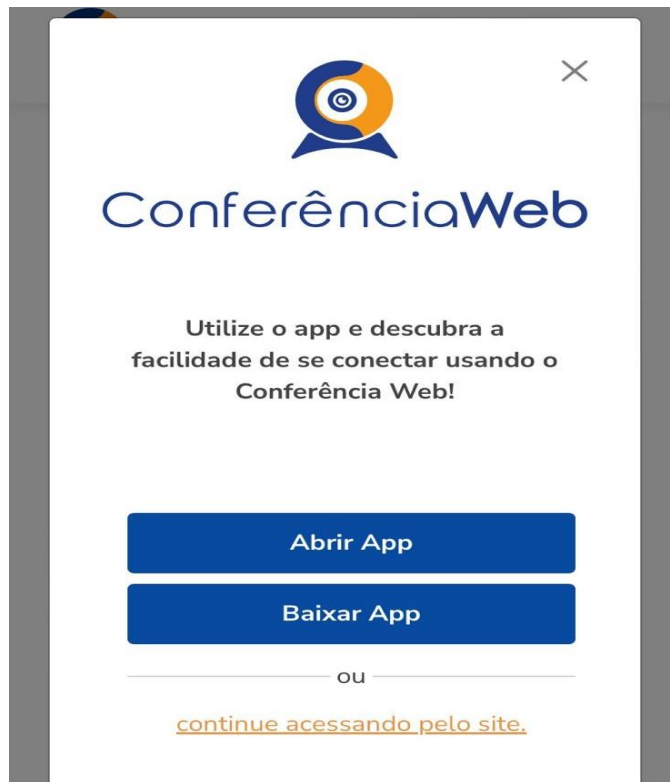 ConferênciaWeb
Utilize o app e descubra a
facilidade de se conectar usando o
Conferência Web!
Abrir App
Baixar App
ou
continue acessando pelo site.